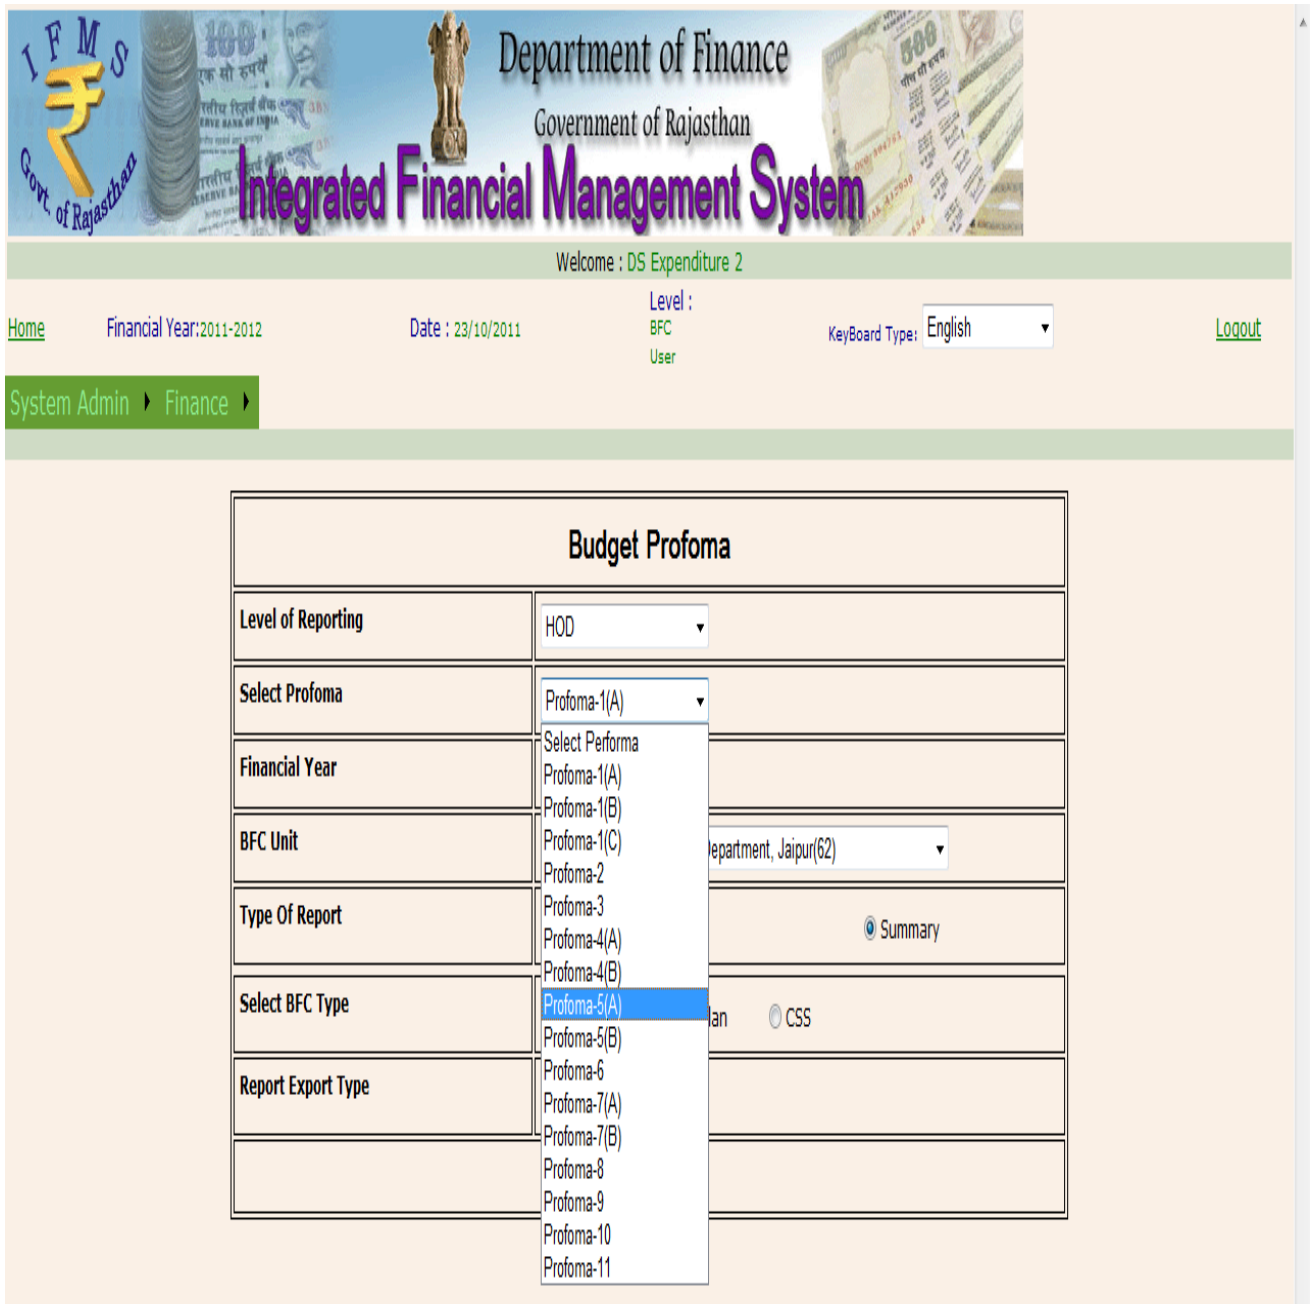 I F M S
Govt. of Rajasthan
Department of Finance
Government of Rajasthan
Integrated Financial Management System
Welcome : DS Expenditure 2
Home Financial Year:2011-2012 Date : 23/10/2011 Level : BFC User KeyBoard Type: English Logout
System Admin Finance
Budget Profoma
Level of Reporting HOD
Select Profoma Profoma-1(A)
Select Performa
Financial Year
Profoma-1(A)
Profoma-1(B)
BFC Unit Profoma-1(C) Department, Jaipur(62)
Profoma-2
Type Of Report Profoma-3 Summary
Profoma-4(A)
Profoma-4(B)
Select BFC Type Profoma-5(A) lan CSS
Profoma-5(B)
Profoma-6
Report Export Type
Profoma-7(A)
Profoma-7(B)
Profoma-8
Profoma-9
Profoma-10
Profoma-11